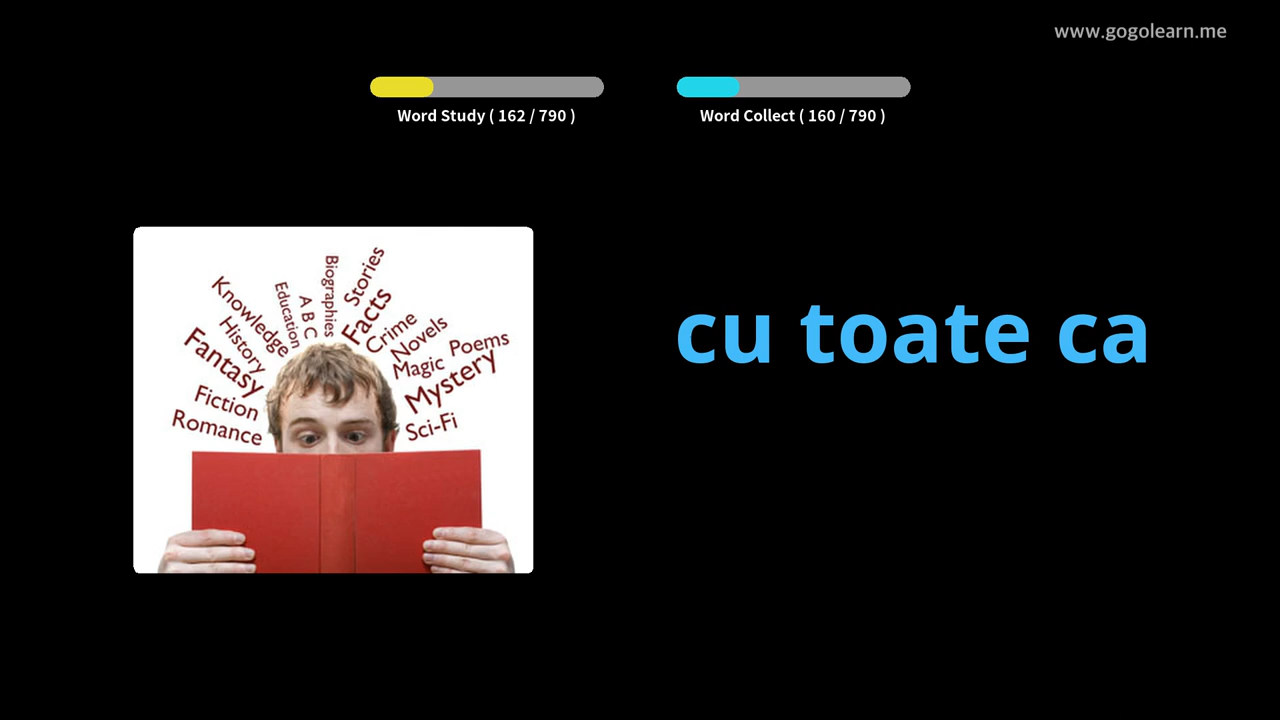 www.gogolearn.me
Word Study ( 162 / 790 )
Word Collect ( 160 / 790 )
cu toate ca
Romance
Fiction
Fantasy
History
Knowledge
Education
A B C
Biographies
Stories
Facts
Crime
Novels
Magic
Poems
Mystery
Sci-Fi